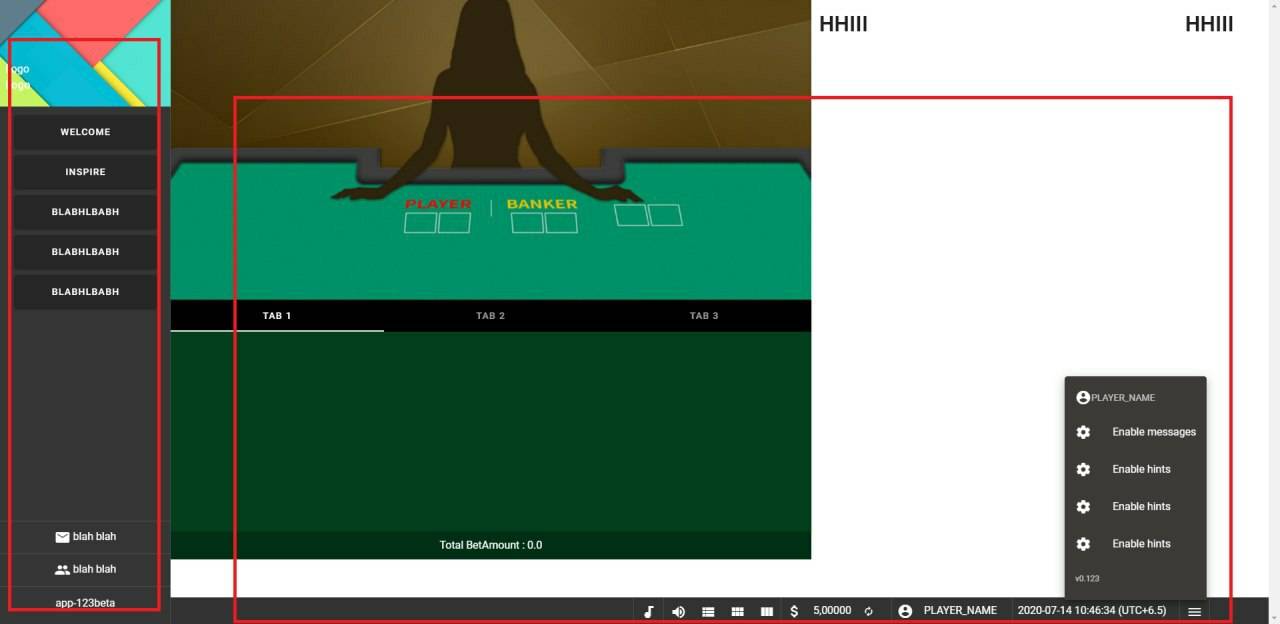 HHIII HHIII
Logo
Logo
WELCOME
INSPIRE
BLABHLBABH
BLABHLBABH
BLABHLBABH
blah blah
blah blah
app-123beta
PLAYER | BANKER
TAB 1 TAB 2 TAB 3
Total BetAmount : 0.0
PLAYER_NAME
Enable messages
Enable hints
Enable hints
Enable hints
v0.123
$ 5,00000 PLAYER_NAME 2020-07-14 10:46:34 (UTC+6.5)